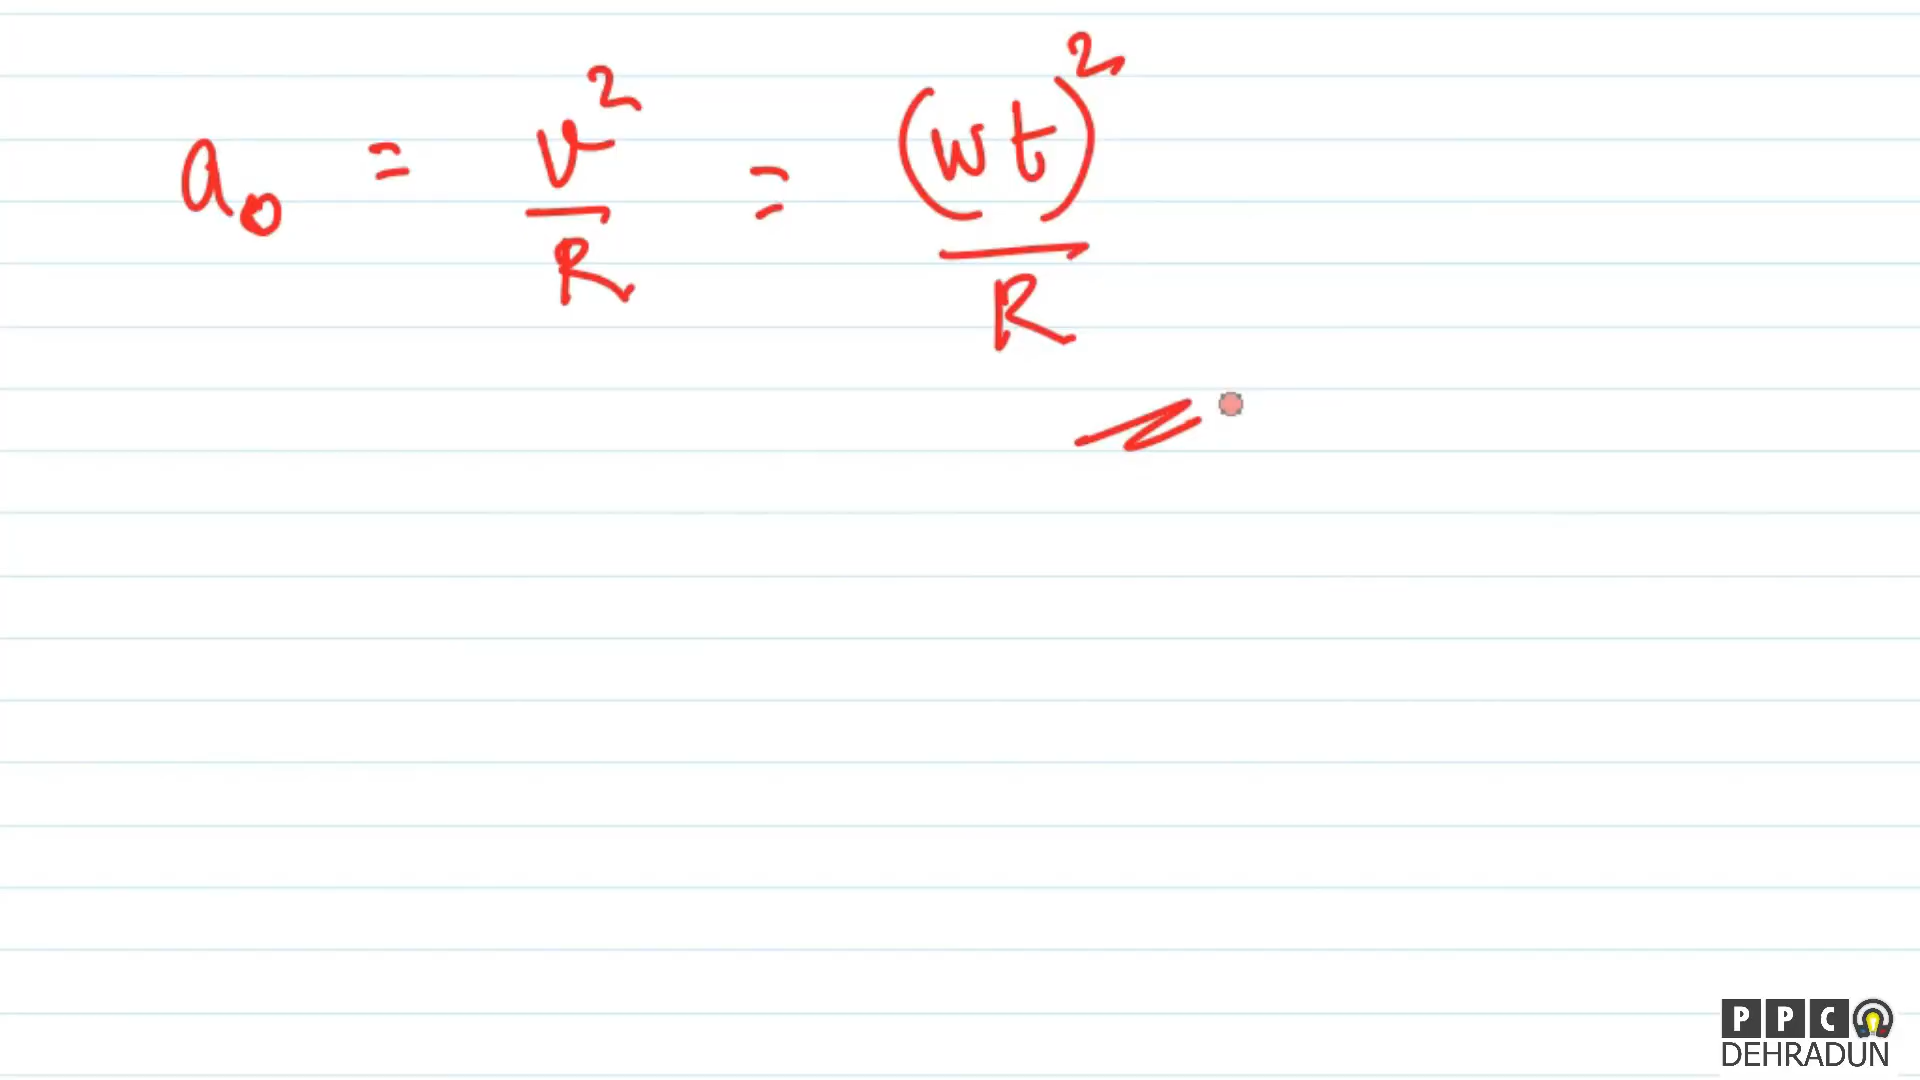 a₀ = v²/R = (wt)²/R
PPC
DEHRADUN